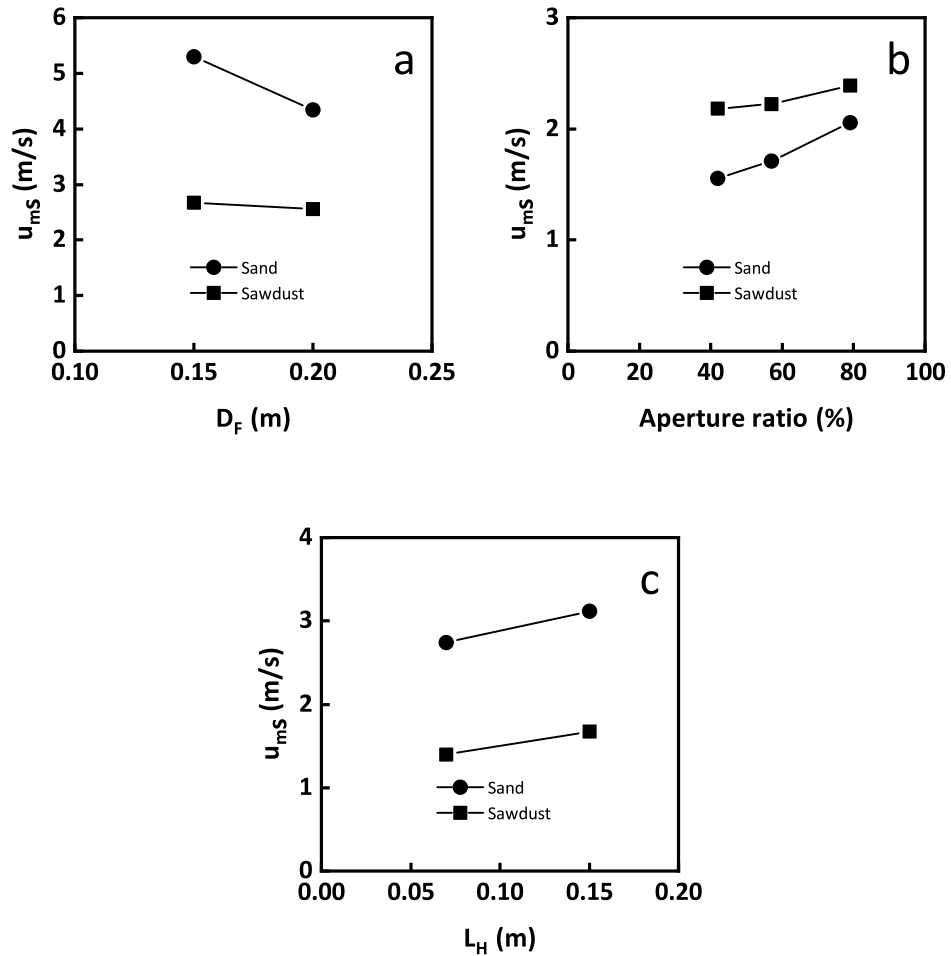 6
5
4
3
2
1
0
u_ms (m/s)
a
Sand
Sawdust
0.10 0.15 0.20 0.25
D_F (m)
3
2
1
0
u_ms (m/s)
b
Sand
Sawdust
0 20 40 60 80 100
Aperture ratio (%)
4
3
2
1
0
u_ms (m/s)
c
Sand
Sawdust
0.00 0.05 0.10 0.15 0.20
L_H (m)